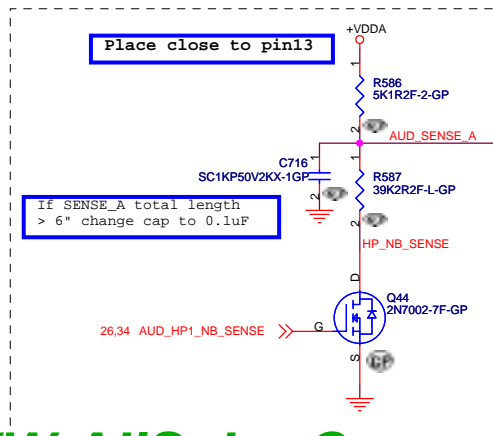 Place close to pin13
+VDDA
1
R586
5K1R2F-2-GP
2
AUD_SENSE_A
1
C716
SC1KP50V2KX-1GP
2
1
R587
39K2R2F-L-GP
2
If SENSE_A total length
> 6" change cap to 0.1uF
HP_NB_SENSE
D
Q44
2N7002-7F-GP
26,34 AUD_HP1_NB_SENSE
G
S
GP